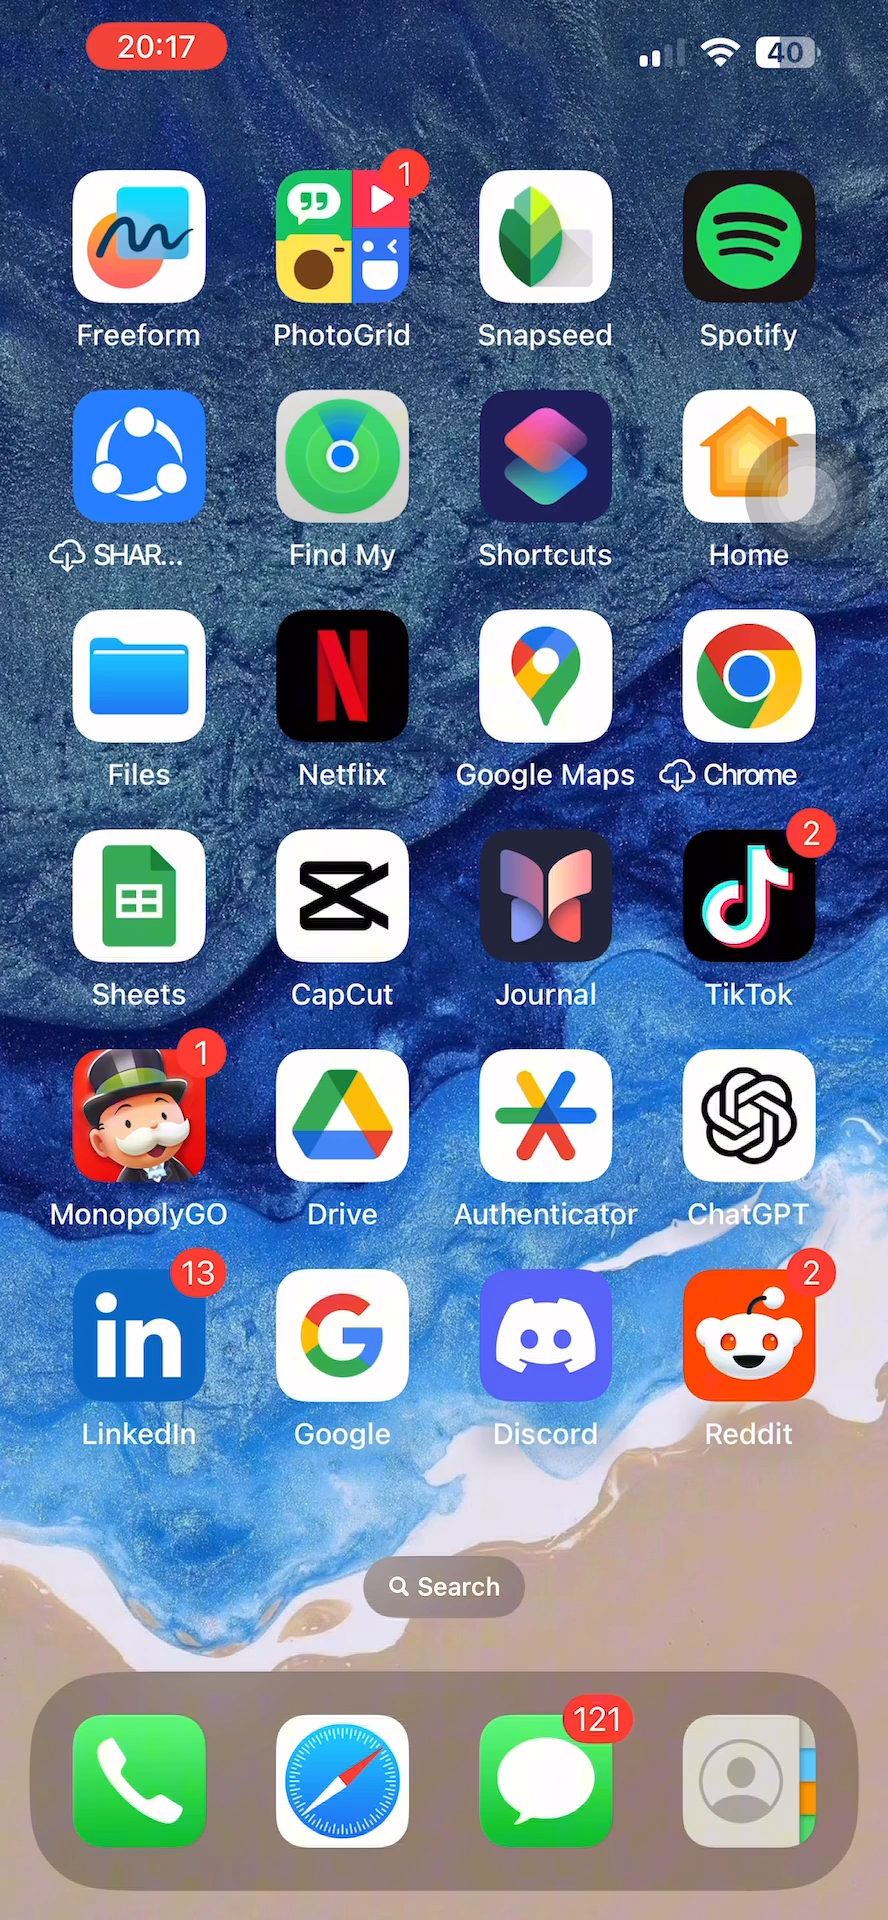 20:17
40
1
Freeform
PhotoGrid
Snapseed
Spotify
SHAR...
Find My
Shortcuts
Home
N
Files
Netflix
Google Maps
Chrome
2
Sheets
CapCut
Journal
TikTok
1
MonopolyGO
Drive
Authenticator
ChatGPT
13
2
in
G
LinkedIn
Google
Discord
Reddit
Search
121